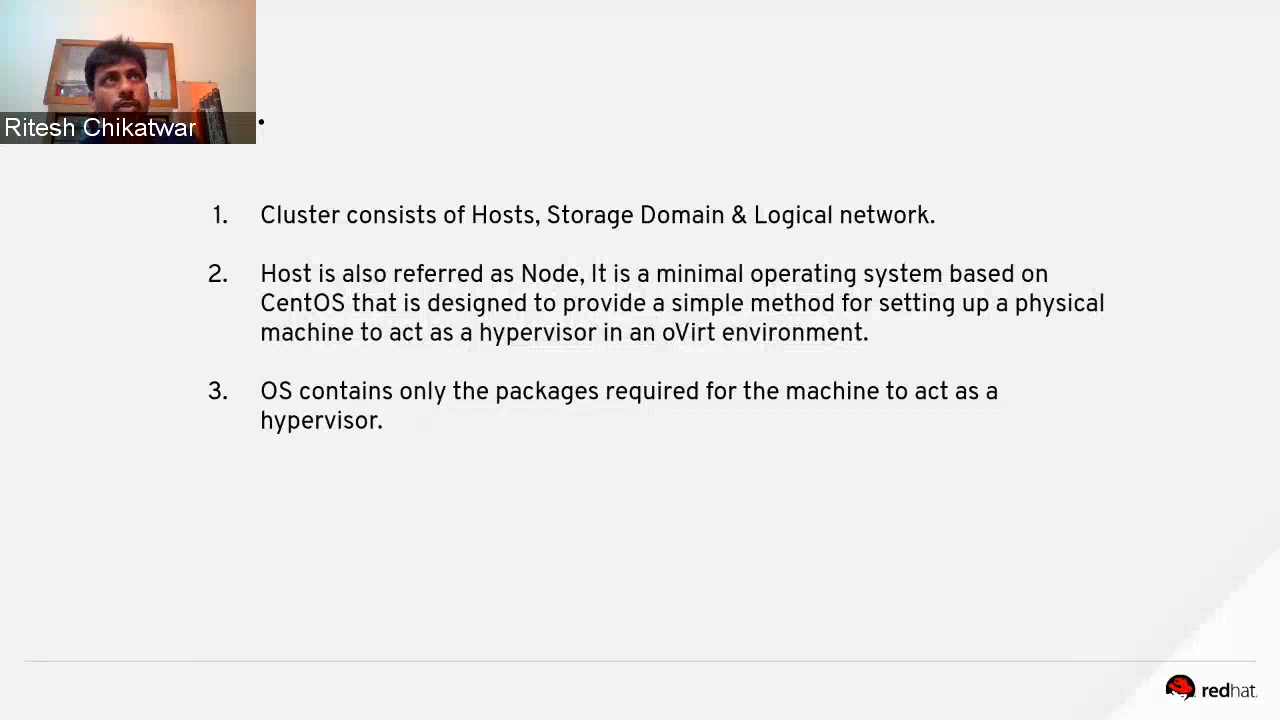 Ritesh Chikatwar
1. Cluster consists of Hosts, Storage Domain & Logical network.
2. Host is also referred as Node, It is a minimal operating system based on
CentOS that is designed to provide a simple method for setting up a physical
machine to act as a hypervisor in an oVirt environment.
3. OS contains only the packages required for the machine to act as a
hypervisor.
redhat.